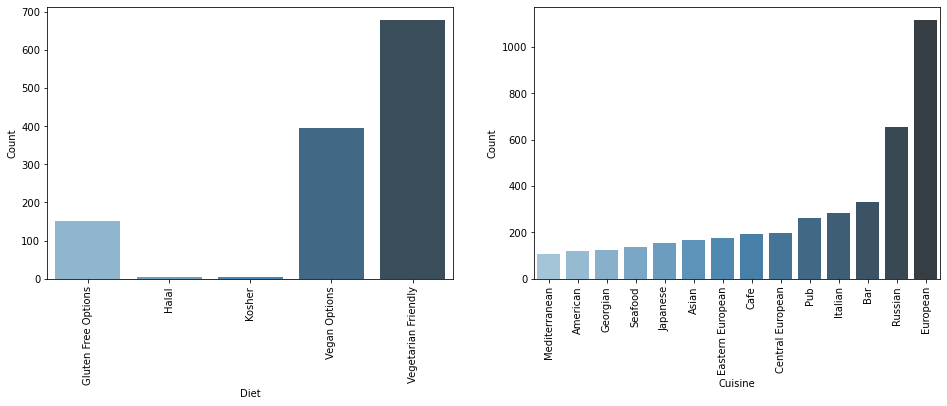 700
600
500
400
300
200
100
0
Count
Gluten Free Options
Halal
Kosher
Vegan Options
Vegetarian Friendly
Diet
1000
800
600
400
200
0
Count
Mediterranean
American
Georgian
Seafood
Japanese
Asian
Eastern European
Cafe
Central European
Pub
Italian
Bar
Russian
European
Cuisine